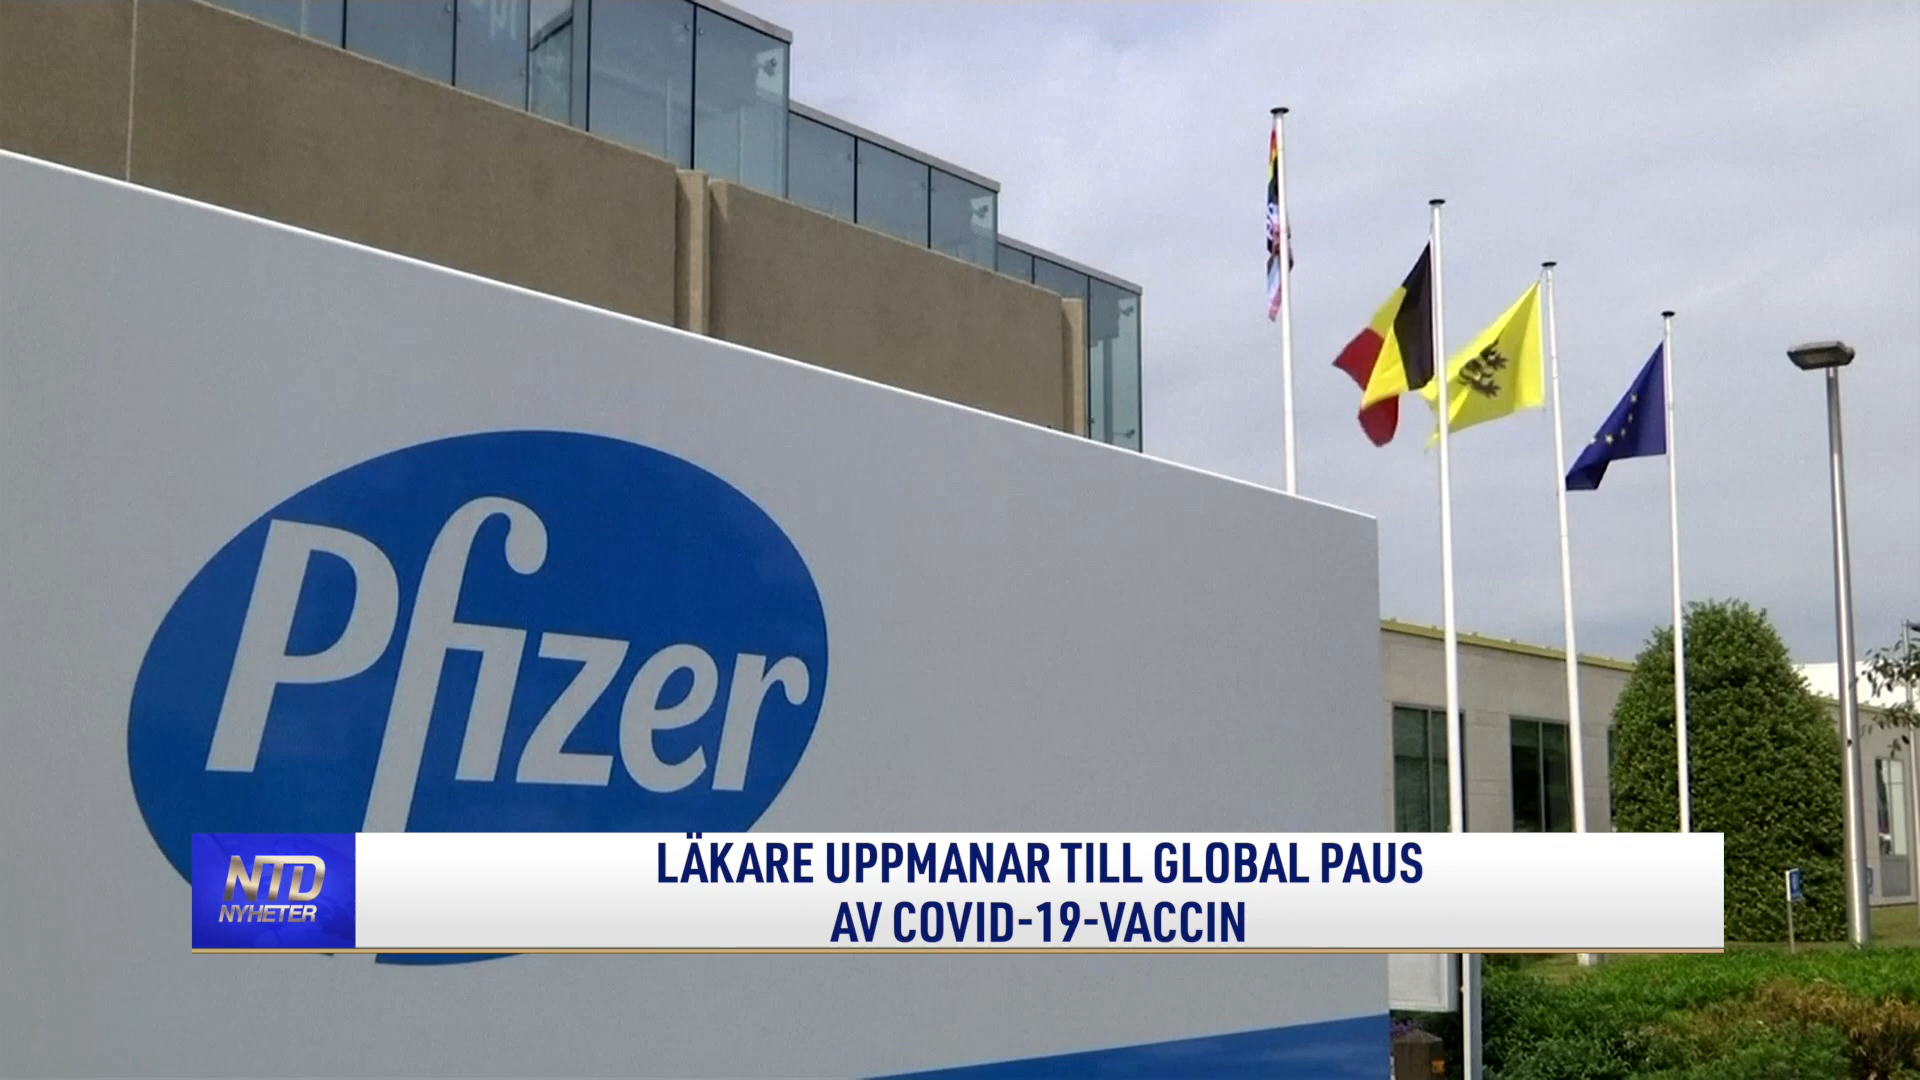 Pfizer
NTD
NYHETER
LÄKARE UPPMANAR TILL GLOBAL PAUS
AV COVID-19-VACCIN